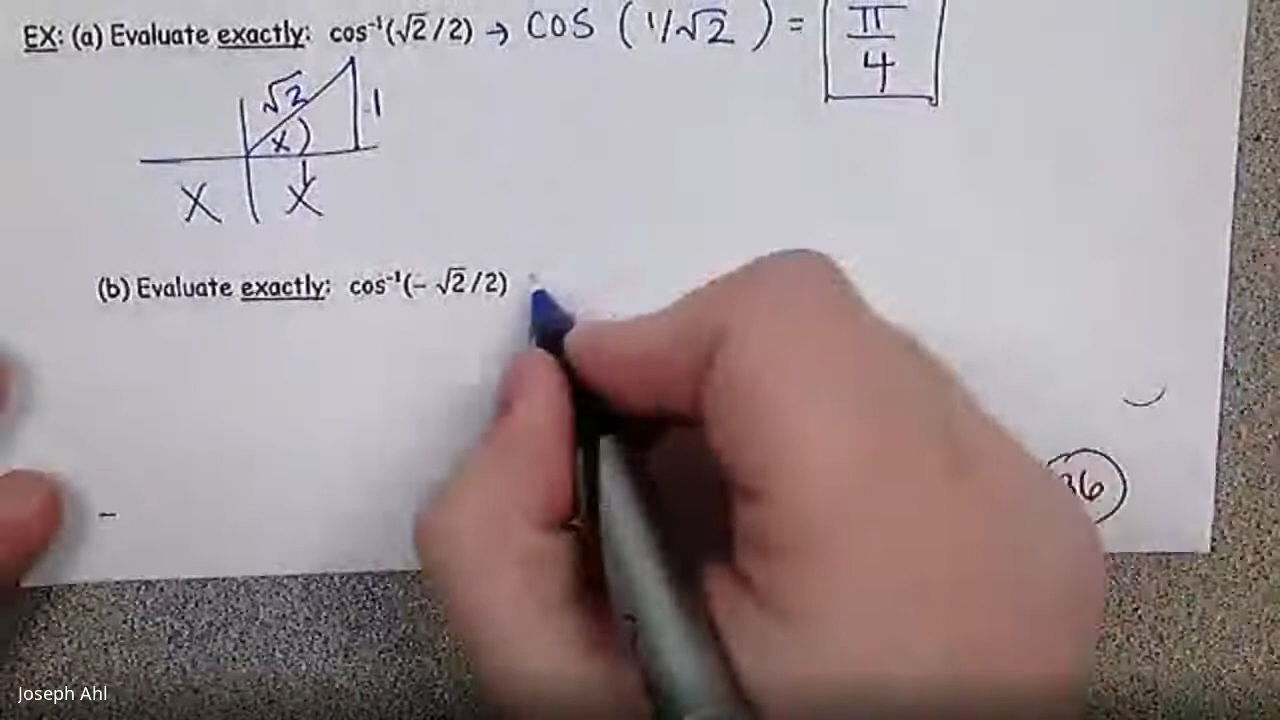 EX: (a) Evaluate exactly: cos⁻¹(√2/2) → COS (1/√2) = π/4
√2
1
x
1
X X
(b) Evaluate exactly: cos⁻¹(- √2/2)
36
Joseph Ahl